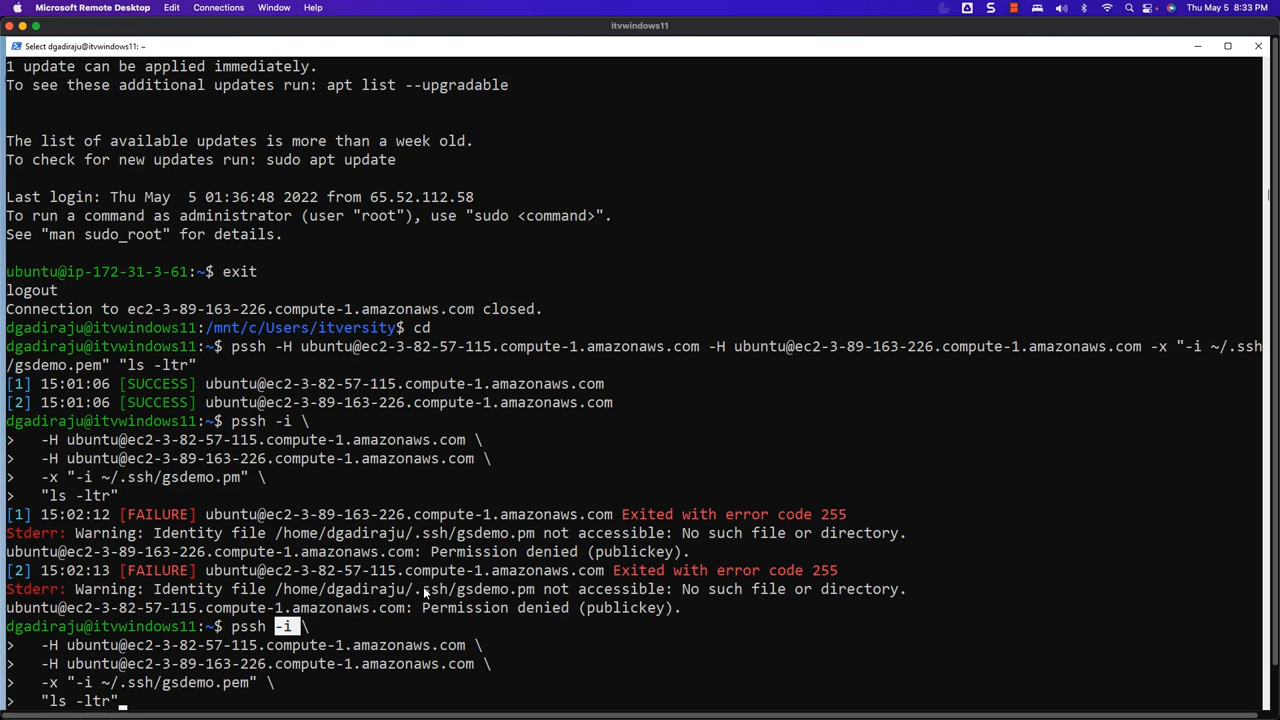 Microsoft Remote Desktop Edit Connections Window Help Thu May 5 8:33 PM
itvwindows11
Select dgadiraju@itvwindows11: ~
1 update can be applied immediately.
To see these additional updates run: apt list --upgradable
The list of available updates is more than a week old.
To check for new updates run: sudo apt update
Last login: Thu May  5 01:36:48 2022 from 65.52.112.58
To run a command as administrator (user "root"), use "sudo <command>".
See "man sudo_root" for details.
ubuntu@ip-172-31-3-61:~$ exit
logout
Connection to ec2-3-89-163-226.compute-1.amazonaws.com closed.
dgadiraju@itvwindows11:/mnt/c/Users/itversity$ cd
dgadiraju@itvwindows11:~$ pssh -H ubuntu@ec2-3-82-57-115.compute-1.amazonaws.com -H ubuntu@ec2-3-89-163-226.compute-1.amazonaws.com -x "-i ~/.ssh
/gsdemo.pem" "ls -ltr"
[1] 15:01:06 [SUCCESS] ubuntu@ec2-3-82-57-115.compute-1.amazonaws.com
[2] 15:01:06 [SUCCESS] ubuntu@ec2-3-89-163-226.compute-1.amazonaws.com
dgadiraju@itvwindows11:~$ pssh -i \
>   -H ubuntu@ec2-3-82-57-115.compute-1.amazonaws.com \
>   -H ubuntu@ec2-3-89-163-226.compute-1.amazonaws.com \
>   -x "-i ~/.ssh/gsdemo.pm" \
>   "ls -ltr"
[1] 15:02:12 [FAILURE] ubuntu@ec2-3-89-163-226.compute-1.amazonaws.com Exited with error code 255
Stderr: Warning: Identity file /home/dgadiraju/.ssh/gsdemo.pm not accessible: No such file or directory.
ubuntu@ec2-3-89-163-226.compute-1.amazonaws.com: Permission denied (publickey).
[2] 15:02:13 [FAILURE] ubuntu@ec2-3-82-57-115.compute-1.amazonaws.com Exited with error code 255
Stderr: Warning: Identity file /home/dgadiraju/.ssh/gsdemo.pm not accessible: No such file or directory.
ubuntu@ec2-3-82-57-115.compute-1.amazonaws.com: Permission denied (publickey).
dgadiraju@itvwindows11:~$ pssh -i \
>   -H ubuntu@ec2-3-82-57-115.compute-1.amazonaws.com \
>   -H ubuntu@ec2-3-89-163-226.compute-1.amazonaws.com \
>   -x "-i ~/.ssh/gsdemo.pem" \
>   "ls -ltr"